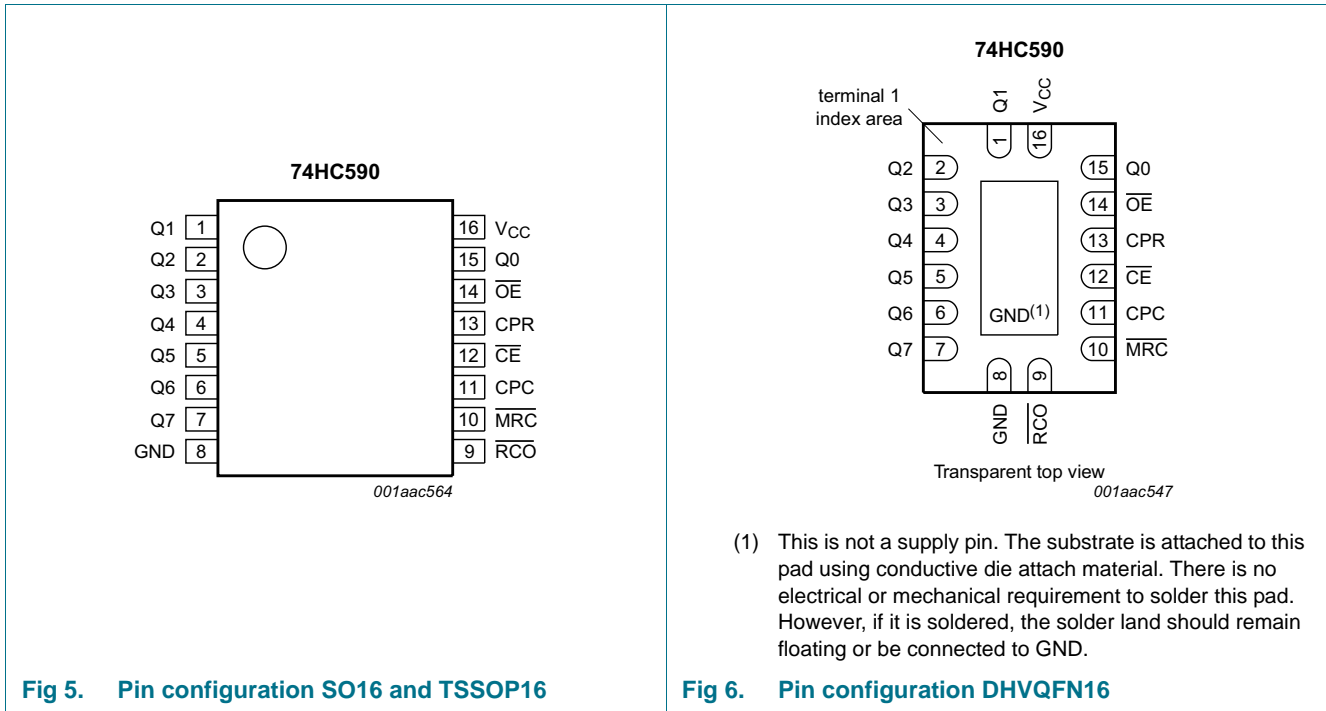 74HC590
Q1 1
Q2 2
Q3 3
Q4 4
Q5 5
Q6 6
Q7 7
GND 8
16 VCC
15 Q0
14 OE
13 CPR
12 CE
11 CPC
10 MRC
9 RCO
001aac564
Fig 5. Pin configuration SO16 and TSSOP16
74HC590
terminal 1
index area
Q1
VCC
1
16
Q2 2
Q3 3
Q4 4
Q5 5
Q6 6
Q7 7
15 Q0
14 OE
13 CPR
12 CE
11 CPC
10 MRC
GND(1)
8
9
GND
RCO
Transparent top view
001aac547
(1) This is not a supply pin. The substrate is attached to this
pad using conductive die attach material. There is no
electrical or mechanical requirement to solder this pad.
However, if it is soldered, the solder land should remain
floating or be connected to GND.
Fig 6. Pin configuration DHVQFN16